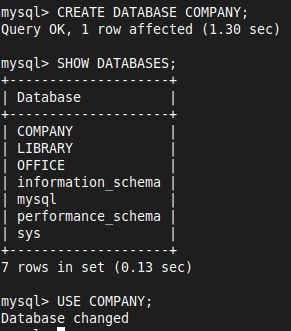 mysql> CREATE DATABASE COMPANY;
Query OK, 1 row affected (1.30 sec)
mysql> SHOW DATABASES;
+--------------------+
| Database           |
+--------------------+
| COMPANY            |
| LIBRARY            |
| OFFICE             |
| information_schema |
| mysql              |
| performance_schema |
| sys                |
+--------------------+
7 rows in set (0.13 sec)
mysql> USE COMPANY;
Database changed